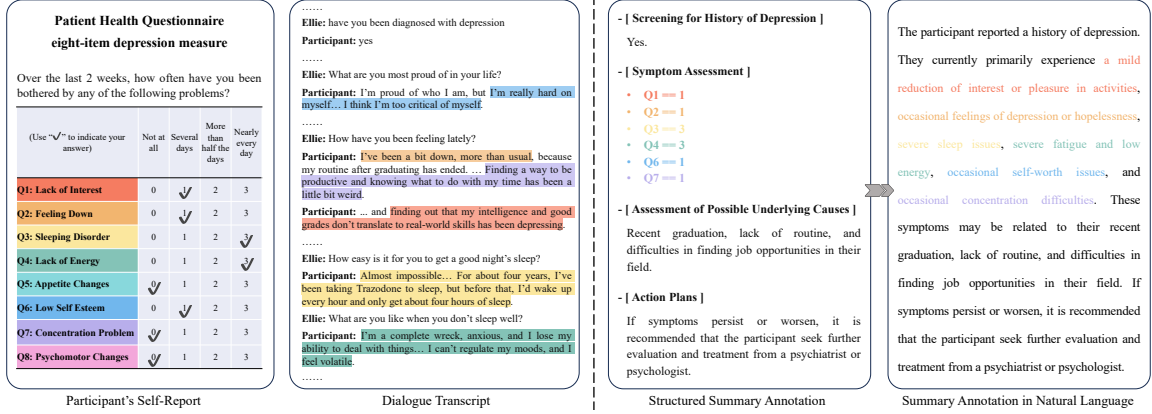 Patient Health Questionnaire
eight-item depression measure
Over the last 2 weeks, how often have you been
bothered by any of the following problems?
(Use “✓” to indicate your answer) Not at all Several days More than half the days Nearly every day
Q1: Lack of Interest 0 1 2 3
Q2: Feeling Down 0 1 2 3
Q3: Sleeping Disorder 0 1 2 3
Q4: Lack of Energy 0 1 2 3
Q5: Appetite Changes 0 1 2 3
Q6: Low Self Esteem 0 1 2 3
Q7: Concentration Problem 0 1 2 3
Q8: Psychomotor Changes 0 1 2 3
Participant's Self-Report
......
Ellie: have you been diagnosed with depression
Participant: yes
......
Ellie: What are you most proud of in your life?
Participant: I'm proud of who I am, but I'm really hard on
myself… I think I'm too critical of myself.
......
Ellie: How have you been feeling lately?
Participant: I've been a bit down, more than usual, because
my routine after graduating has ended. … Finding a way to be
productive and knowing what to do with my time has been a
little bit weird.
Participant: ... and finding out that my intelligence and good
grades don't translate to real-world skills has been depressing.
......
Ellie: How easy is it for you to get a good night's sleep?
Participant: Almost impossible… For about four years, I've
been taking Trazodone to sleep, but before that, I'd wake up
every hour and only get about four hours of sleep.
Ellie: What are you like when you don't sleep well?
Participant: I'm a complete wreck, anxious, and I lose my
ability to deal with things… I can't regulate my moods, and I
feel volatile.
......
Dialogue Transcript
- [ Screening for History of Depression ]
Yes.
- [ Symptom Assessment ]
• Q1 == 1
• Q2 == 1
• Q3 == 3
• Q4 == 3
• Q6 == 1
• Q7 == 1
- [ Assessment of Possible Underlying Causes ]
Recent graduation, lack of routine, and
difficulties in finding job opportunities in their
field.
- [ Action Plans ]
If symptoms persist or worsen, it is
recommended that the participant seek further
evaluation and treatment from a psychiatrist or
psychologist.
Structured Summary Annotation
The participant reported a history of depression.
They currently primarily experience a mild
reduction of interest or pleasure in activities,
occasional feelings of depression or hopelessness,
severe sleep issues, severe fatigue and low
energy, occasional self-worth issues, and
occasional concentration difficulties. These
symptoms may be related to their recent
graduation, lack of routine, and difficulties in
finding job opportunities in their field. If
symptoms persist or worsen, it is recommended
that the participant seek further evaluation and
treatment from a psychiatrist or psychologist.
Summary Annotation in Natural Language